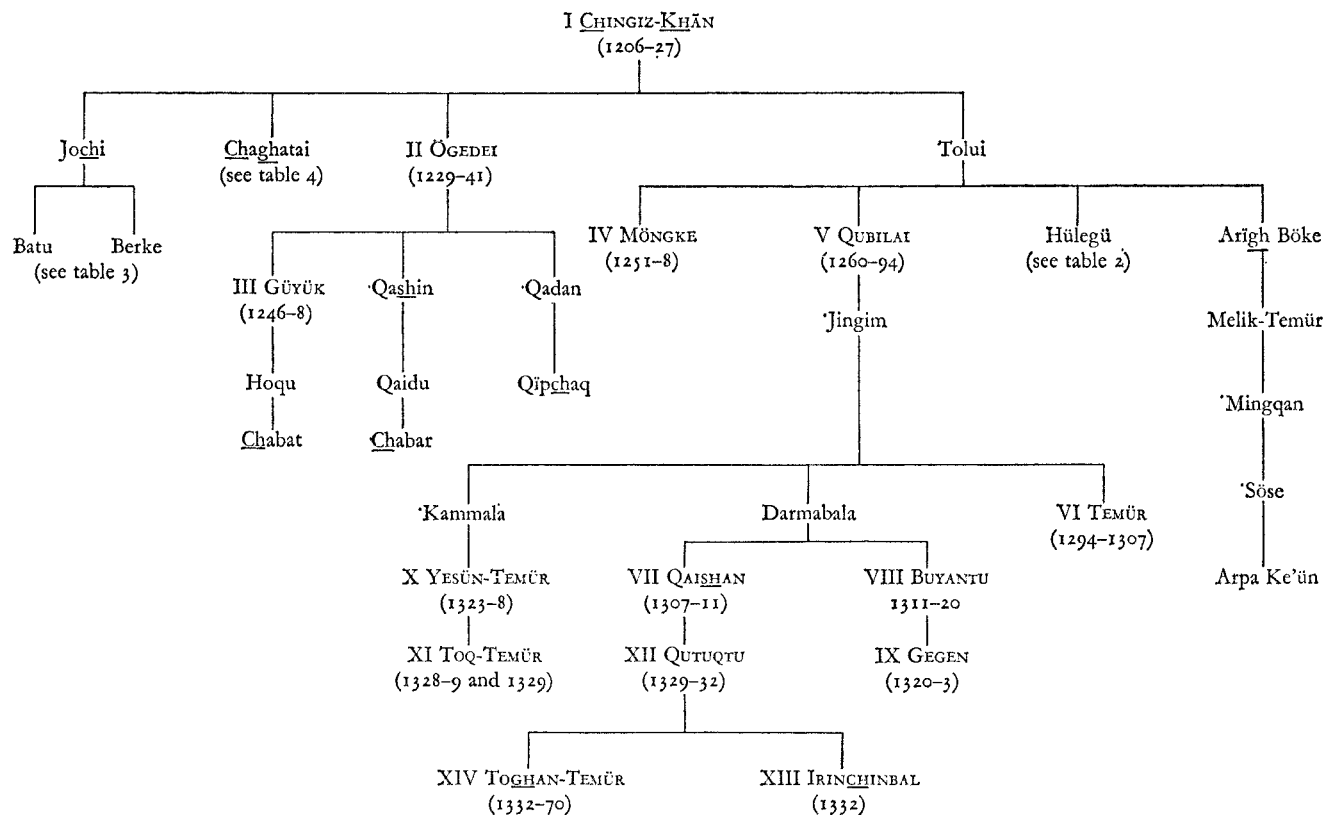 I CHINGIZ-KHĀN
(1206–27)
Jochi
Chaghatai
(see table 4)
II ÖGEDEI
(1229–41)
Tolui
Batu
Berke
(see table 3)
III GÜYÜK
(1246–8)
Qashin
Qadan
IV MÖNGKE
(1251–8)
V QUBILAI
(1260–94)
Hülegü
(see table 2)
Arïgh Böke
Hoqu
Qaidu
Qïpchaq
Jingim
Melik-Temür
Chabat
Chabar
Mingqan
Kammala
Darmabala
VI TEMÜR
(1294–1307)
Söse
X YESÜN-TEMÜR
(1323–8)
VII QAISHAN
(1307–11)
VIII BUYANTU
1311–20
Arpa Ke'ün
XI TOQ-TEMÜR
(1328–9 and 1329)
XII QUTUQTU
(1329–32)
IX GEGEN
(1320–3)
XIV TOGHAN-TEMÜR
(1332–70)
XIII IRINCHINBAL
(1332)